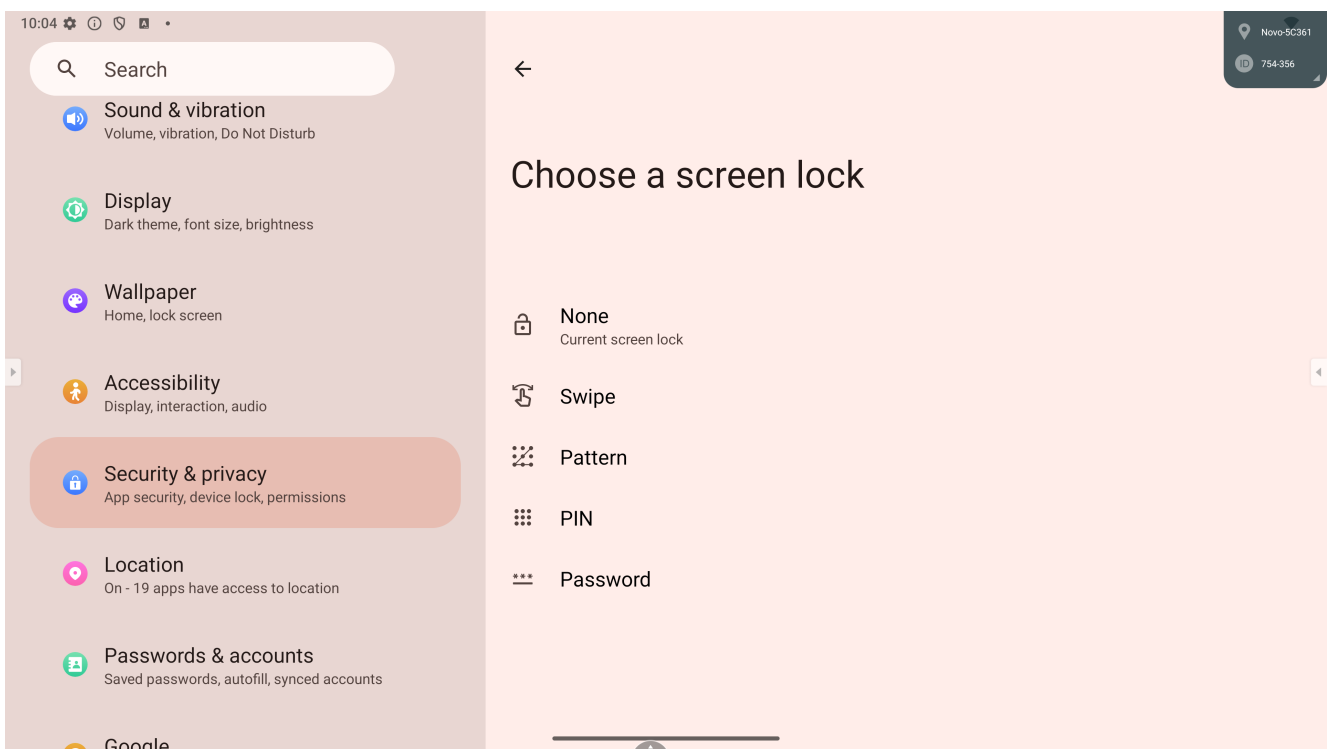 10:04
Search
Sound & vibration
Volume, vibration, Do Not Disturb
Display
Dark theme, font size, brightness
Wallpaper
Home, lock screen
Accessibility
Display, interaction, audio
Security & privacy
App security, device lock, permissions
Location
On - 19 apps have access to location
Passwords & accounts
Saved passwords, autofill, synced accounts
Google
Choose a screen lock
None
Current screen lock
Swipe
Pattern
PIN
Password
Novo-5C361
ID 754-356